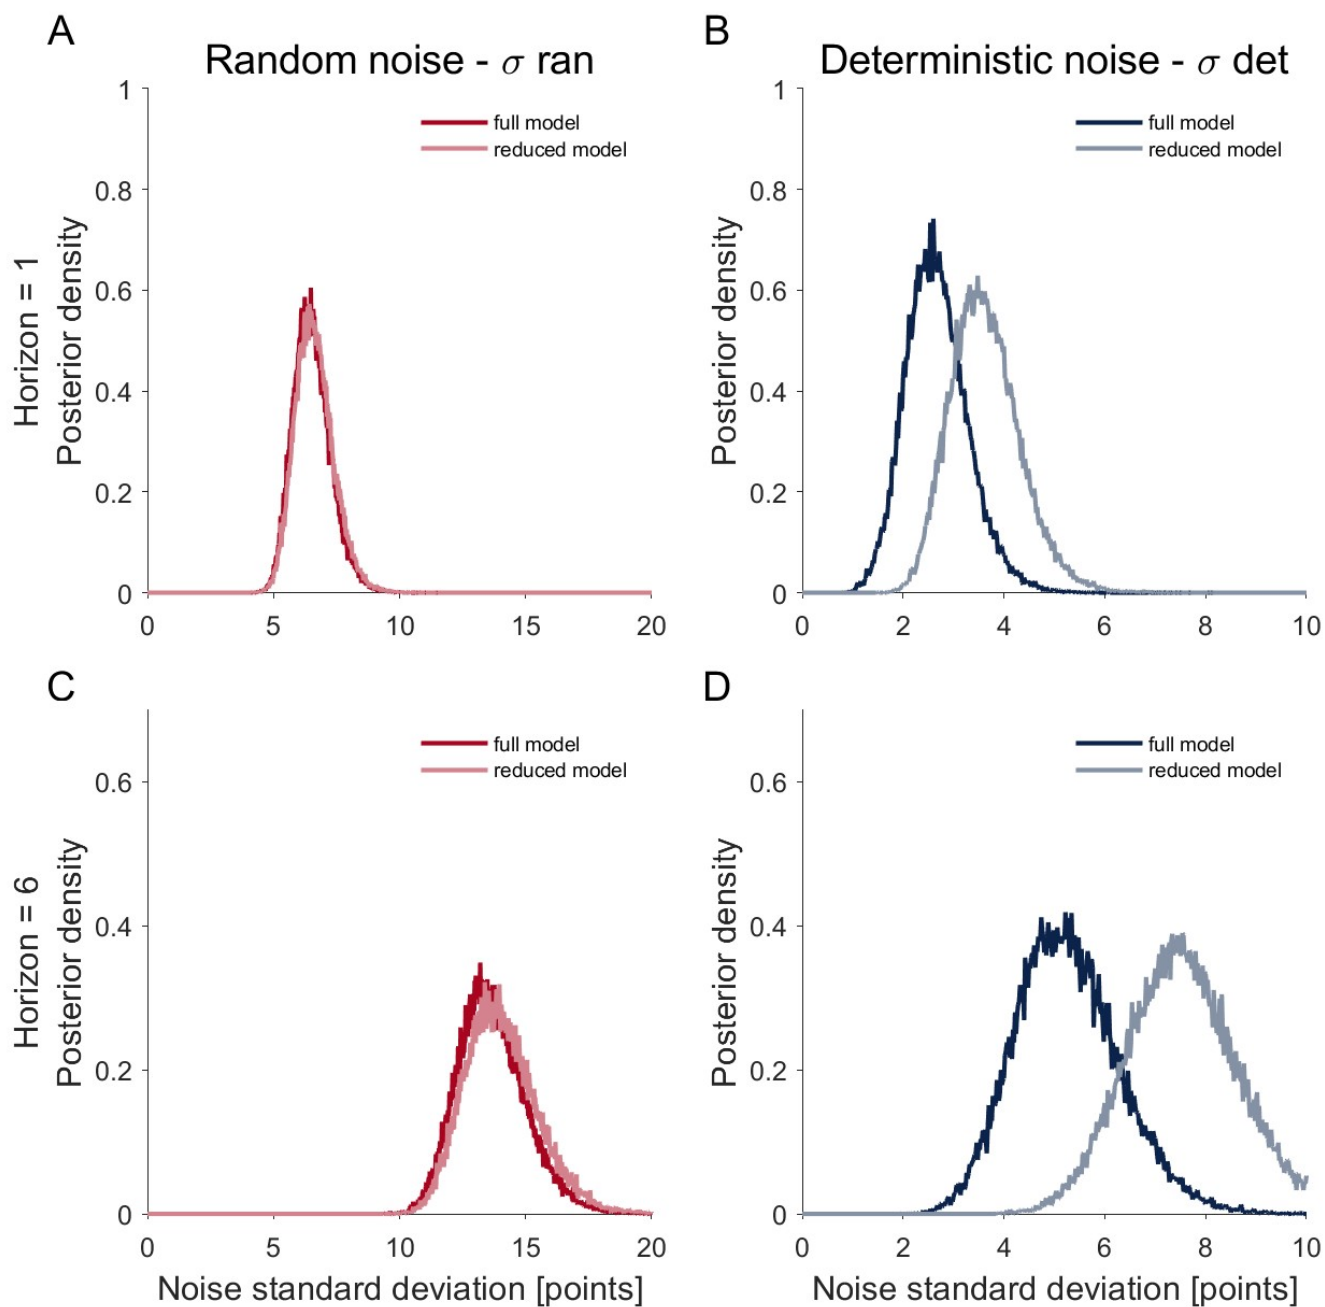 A
Random noise - σ ran
B
Deterministic noise - σ det
full model
reduced model
full model
reduced model
Horizon = 1
Posterior density
1
0.8
0.6
0.4
0.2
0
0
5
10
15
20
Posterior density
1
0.8
0.6
0.4
0.2
0
0
2
4
6
8
10
C
D
full model
reduced model
full model
reduced model
Horizon = 6
Posterior density
0.6
0.4
0.2
0
0
5
10
15
20
Noise standard deviation [points]
Posterior density
0.6
0.4
0.2
0
0
2
4
6
8
10
Noise standard deviation [points]